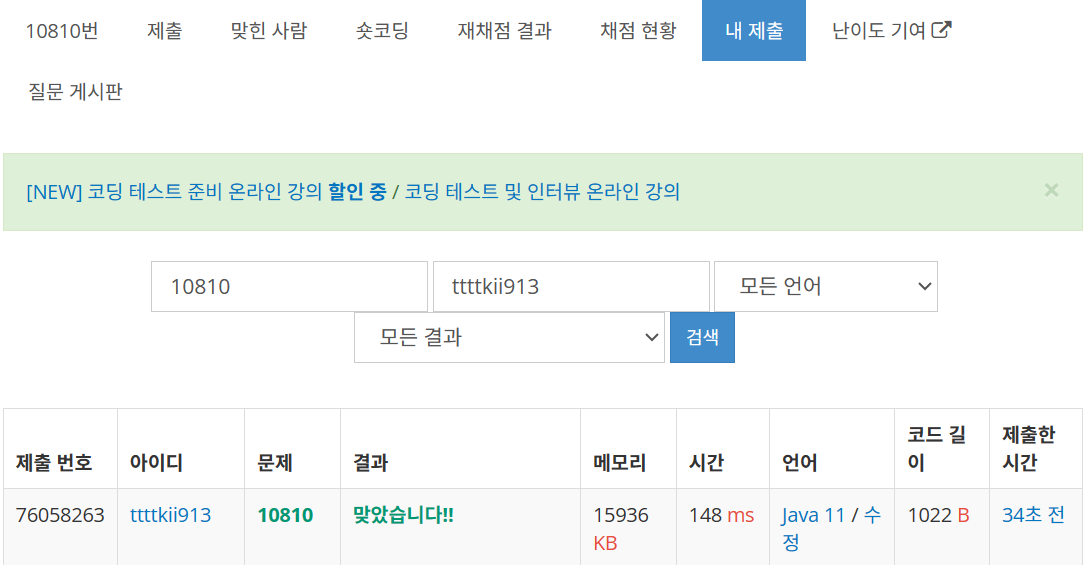 10810번 제출 맞힌 사람 숏코딩 재채점 결과 채점 현황 내 제출 난이도 기여
질문 게시판
[NEW] 코딩 테스트 준비 온라인 강의 할인 중 / 코딩 테스트 및 인터뷰 온라인 강의 ×
10810 ttttkii913 모든 언어
모든 결과 검색
제출 번호 아이디 문제 결과 메모리 시간 언어 코드 길
이 제출한
시간
76058263 ttttkii913 10810 맞았습니다!! 15936
KB 148 ms Java 11 / 수
정 1022 B 34초 전